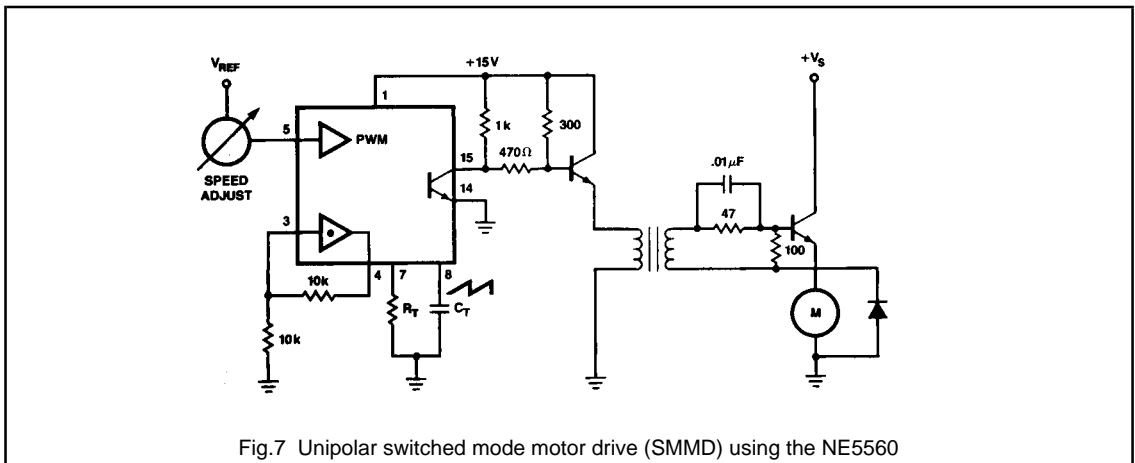 VREF
+15V
+VS
1
5
PWM
1k
300
.01μF
15
470Ω
SPEED
ADJUST
14
47
3
100
4
7
8
10k
RT
CT
M
10k
Fig.7 Unipolar switched mode motor drive (SMMD) using the NE5560